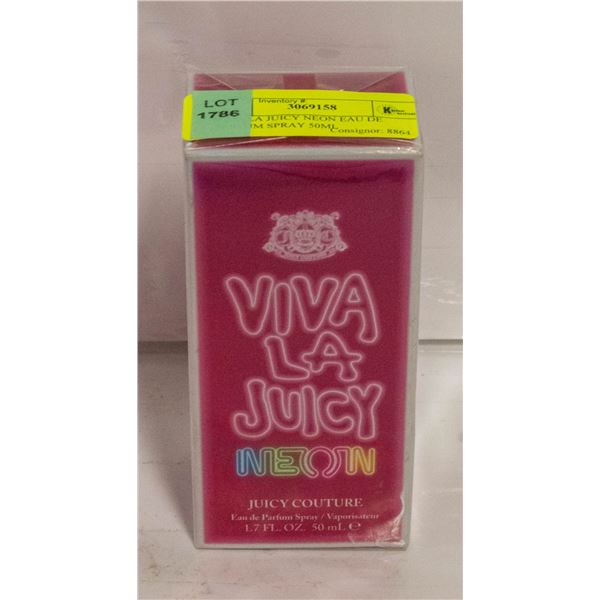 LOT
1786
Inventory #
3069158
LA JUICY NEON EAU DE
UM SPRAY 50ML
Consignor: 8864
VIVA
LA
JUICY
NEON
JUICY COUTURE
Eau de Parfum Spray / Vaporisateur
1.7 FL. OZ. 50 mL ℮